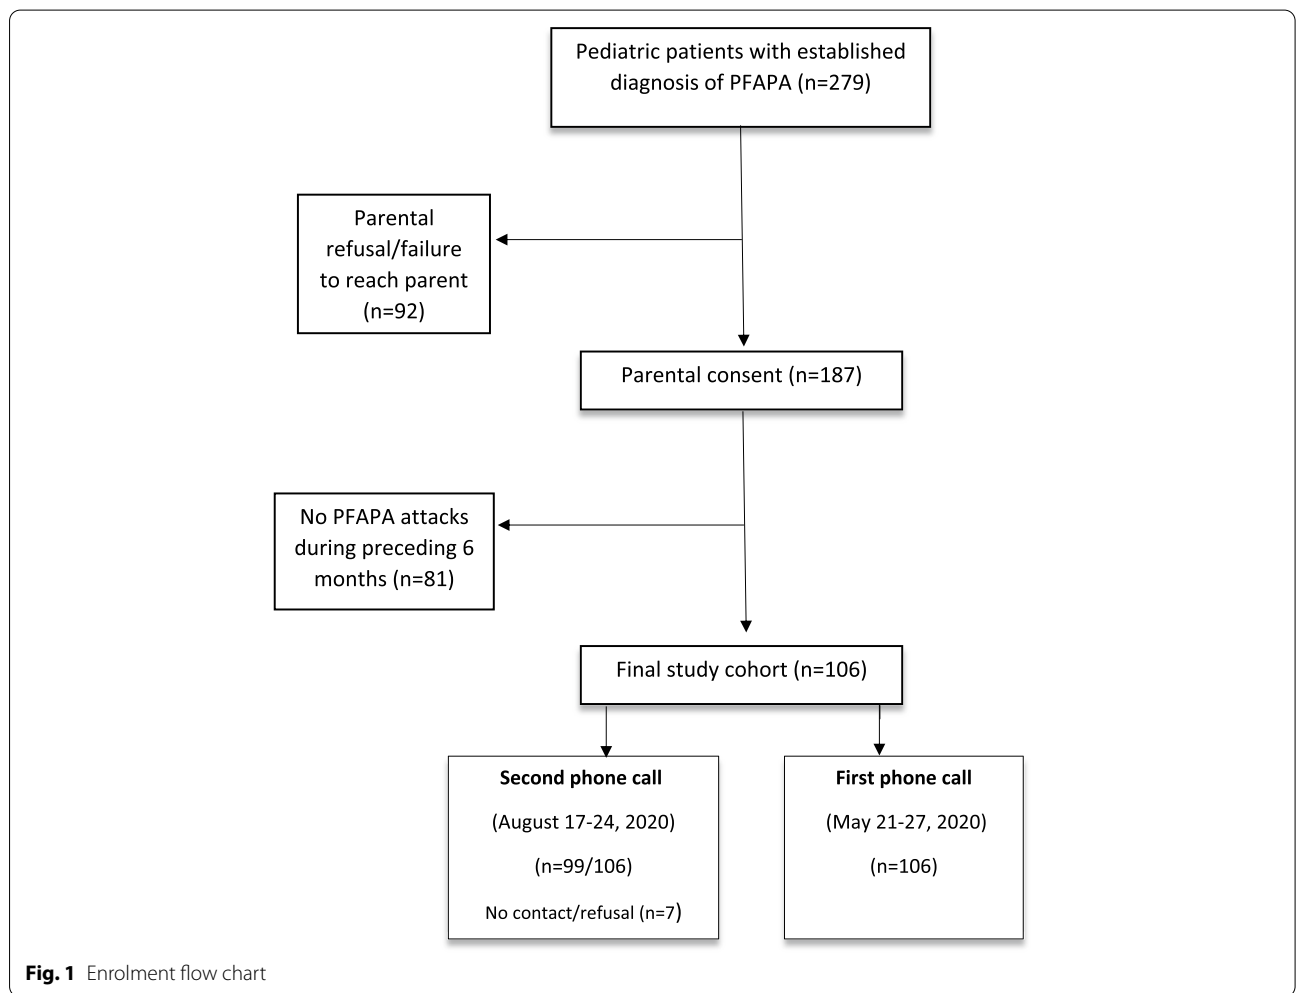 Pediatric patients with established
diagnosis of PFAPA (n=279)
Parental
refusal/failure
to reach parent
(n=92)
Parental consent (n=187)
No PFAPA attacks
during preceding 6
months (n=81)
Final study cohort (n=106)
Second phone call
(August 17-24, 2020)
(n=99/106)
No contact/refusal (n=7)
First phone call
(May 21-27, 2020)
(n=106)
Fig. 1 Enrolment flow chart